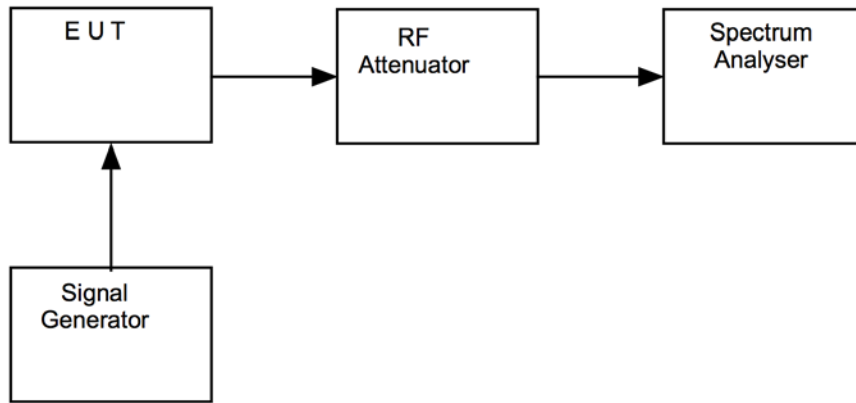 E U T
RF
Attenuator
Spectrum
Analyser
Signal
Generator